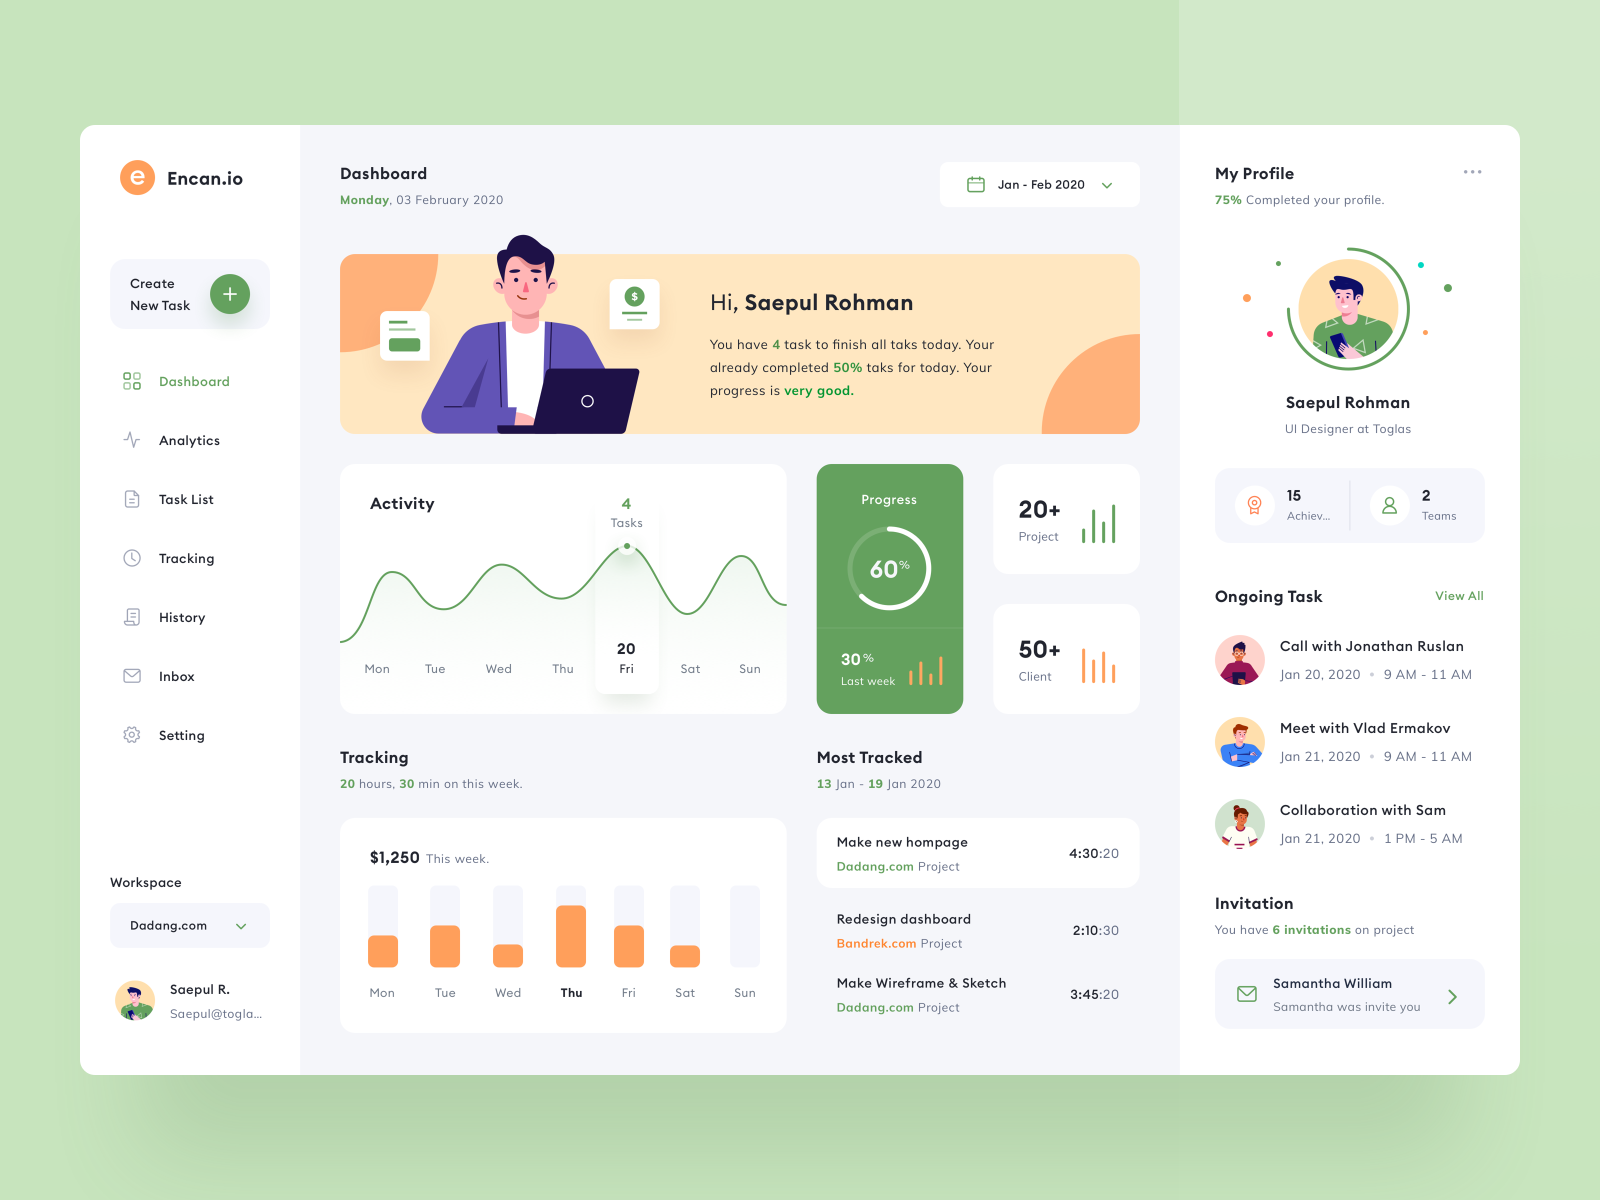 e Encan.io
Create
New Task
Dashboard
Analytics
Task List
Tracking
History
Inbox
Setting
Workspace
Dadang.com
Saepul R.
Saepul@togla...
Dashboard
Monday, 03 February 2020
Jan - Feb 2020
$
Hi, Saepul Rohman
You have 4 task to finish all taks today. Your
already completed 50% taks for today. Your
progress is very good.
Activity
4
Tasks
20
Mon Tue Wed Thu Fri Sat Sun
Progress
60%
30%
Last week
20+
Project
50+
Client
Tracking
20 hours, 30 min on this week.
$1,250 This week.
Mon Tue Wed Thu Fri Sat Sun
Most Tracked
13 Jan - 19 Jan 2020
Make new hompage
Dadang.com Project
4:30:20
Redesign dashboard
Bandrek.com Project
2:10:30
Make Wireframe & Sketch
Dadang.com Project
3:45:20
My Profile
75% Completed your profile.
Saepul Rohman
UI Designer at Toglas
15
Achiev...
2
Teams
Ongoing Task
View All
Call with Jonathan Ruslan
Jan 20, 2020 • 9 AM - 11 AM
Meet with Vlad Ermakov
Jan 21, 2020 • 9 AM - 11 AM
Collaboration with Sam
Jan 21, 2020 • 1 PM - 5 AM
Invitation
You have 6 invitations on project
Samantha William
Samantha was invite you